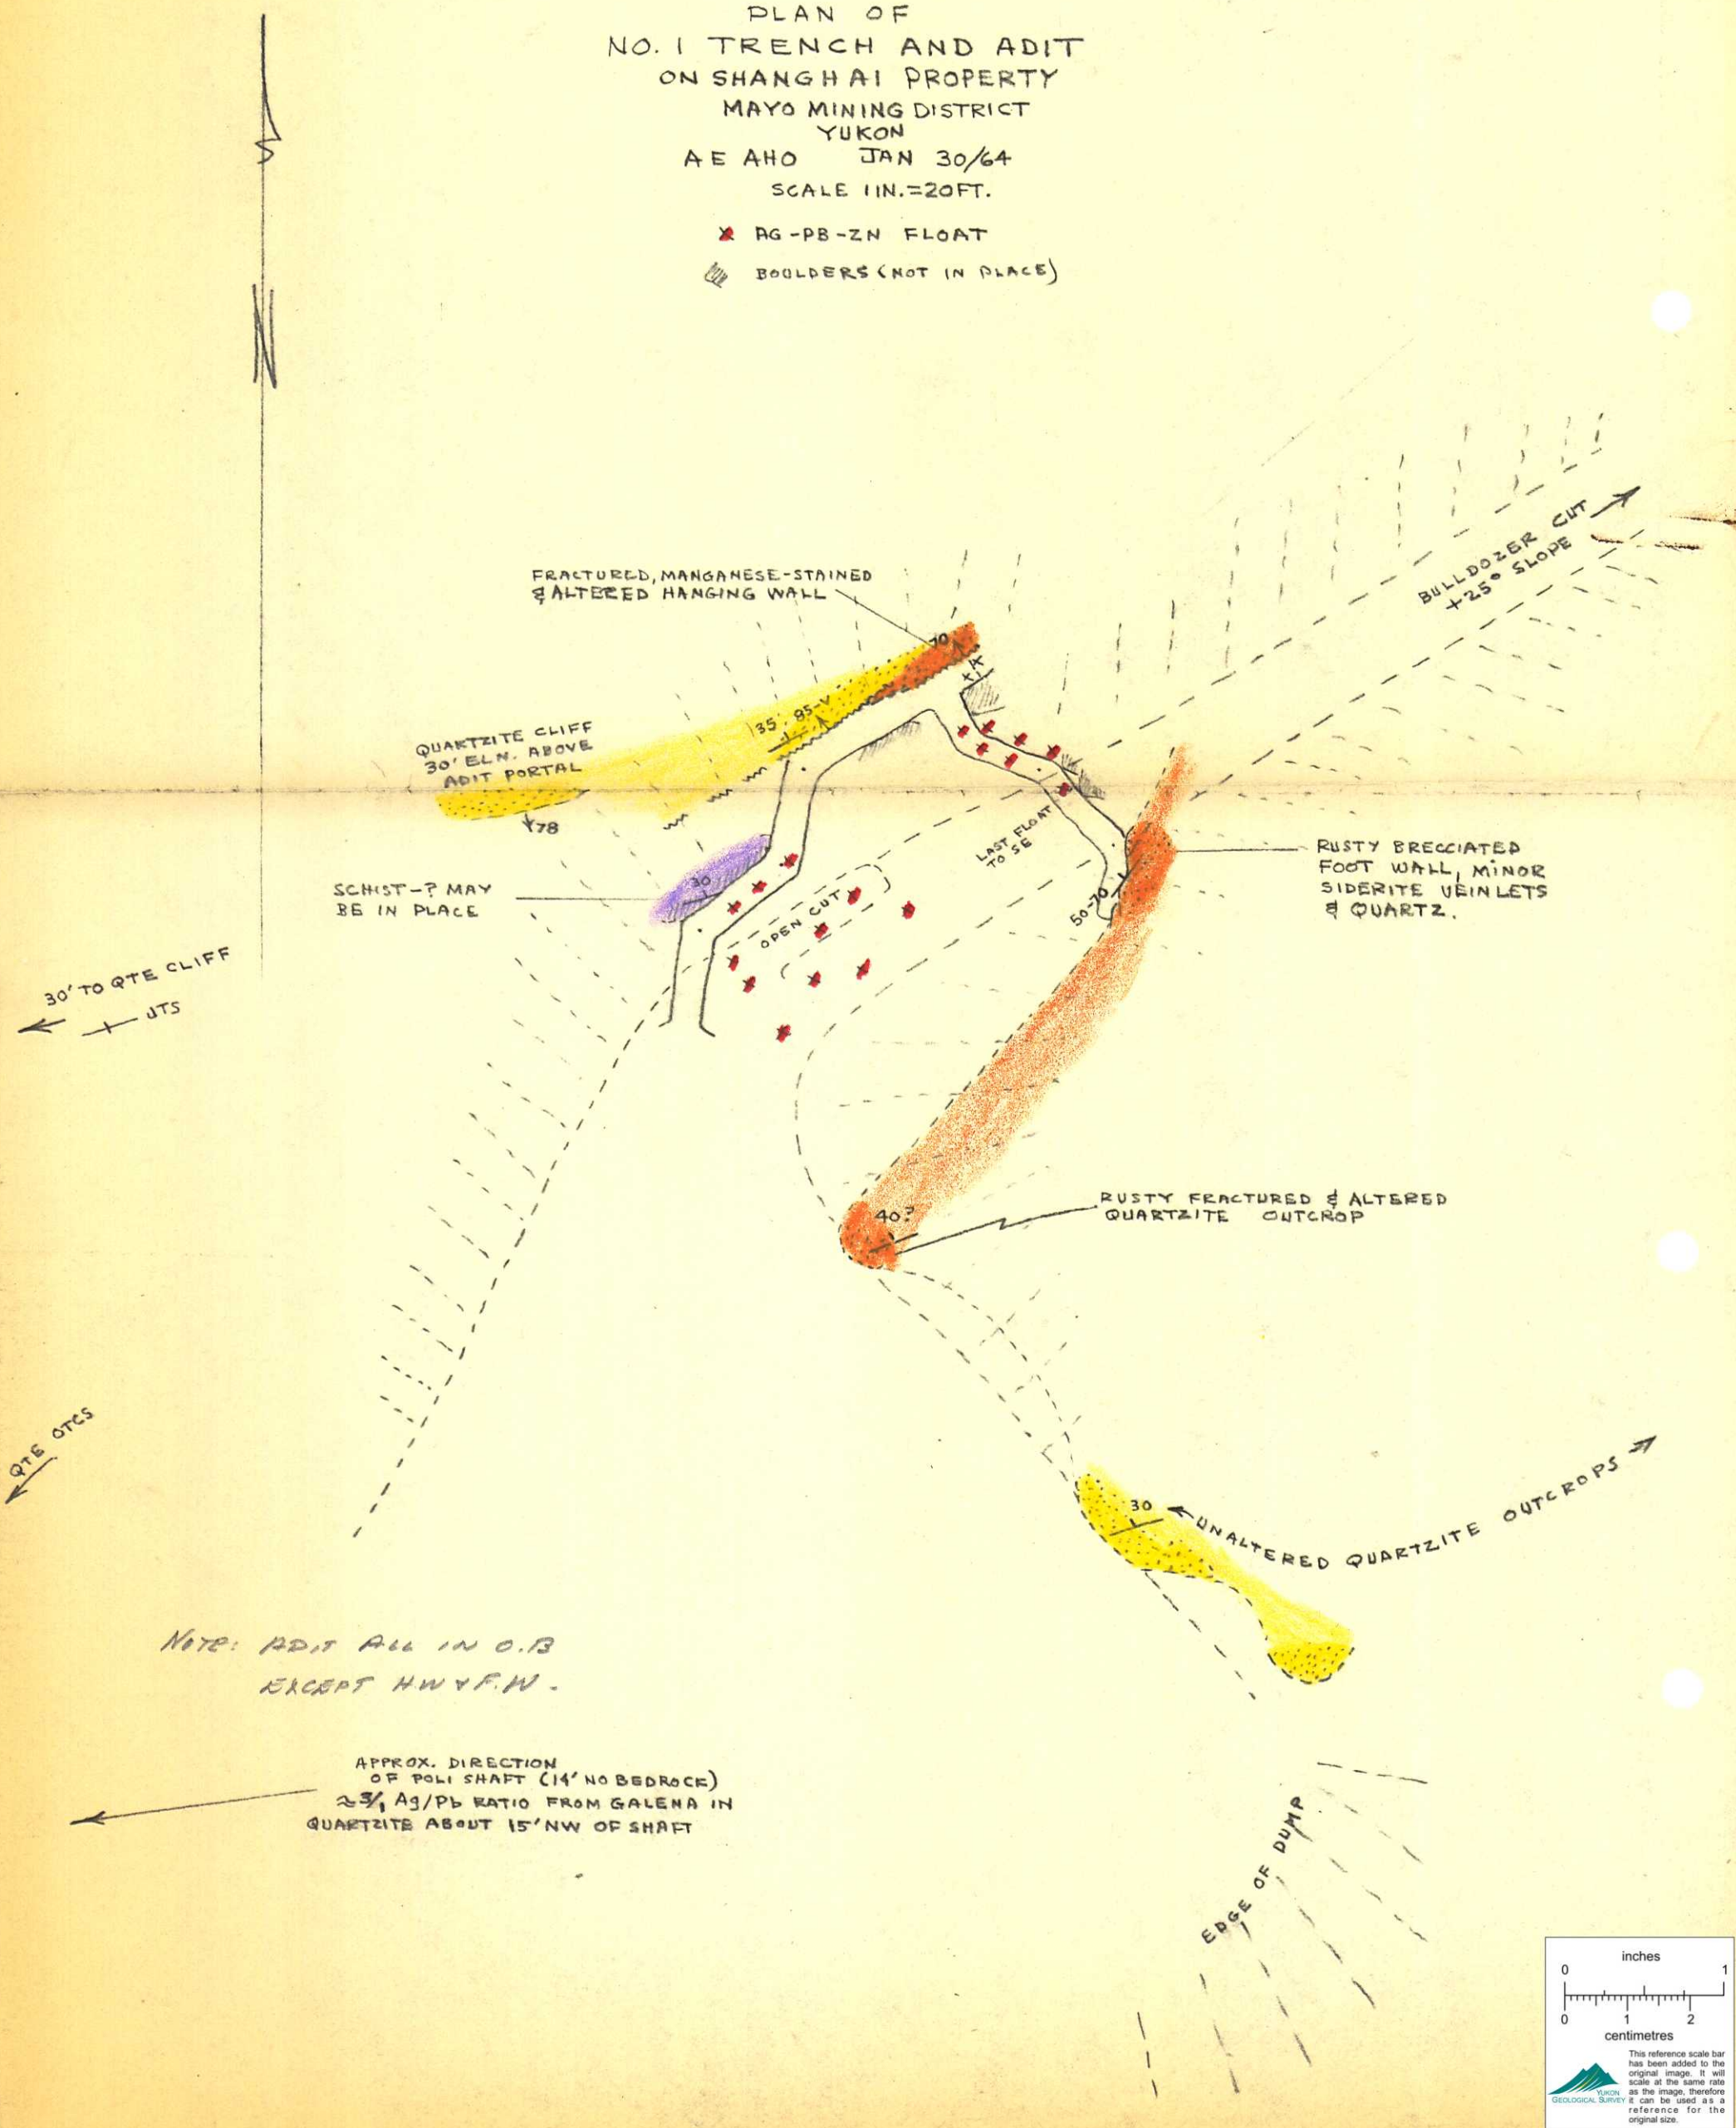 PLAN OF
NO. 1 TRENCH AND ADIT
ON SHANGHAI PROPERTY
MAYO MINING DISTRICT
YUKON
A E AHO JAN 30/64
SCALE 1 IN.=20FT.
AG-PB-ZN FLOAT
BOULDERS (NOT IN PLACE)
N
BULLDOZER CUT
+25° SLOPE
FRACTURED, MANGANESE-STAINED
& ALTERED HANGING WALL
70
35
85-V
QUARTZITE CLIFF
30' ELN. ABOVE
ADIT PORTAL
78
LAST FLOAT
TO SE
RUSTY BRECCIATED
FOOT WALL, MINOR
SIDERITE VEINLETS
& QUARTZ.
SCHIST-? MAY
BE IN PLACE
30
OPEN CUT
50-70
30' TO QTE CLIFF
JTS
RUSTY FRACTURED & ALTERED
QUARTZITE OUTCROP
40?
QTE OTCS
30
UNALTERED QUARTZITE OUTCROPS
NOTE: ADIT ALL IN O.B
EXCEPT H.W & F.W.
APPROX. DIRECTION
OF POLI SHAFT (14' NO BEDROCK)
≈ 3/1 Ag/Pb RATIO FROM GALENA IN
QUARTZITE ABOUT 15' NW OF SHAFT
EDGE OF DUMP
inches
0 1
0 1 2
centimetres
This reference scale bar
has been added to the
original image. It will
scale at the same rate
as the image, therefore
it can be used as a
reference for the
original size.
YUKON
GEOLOGICAL SURVEY